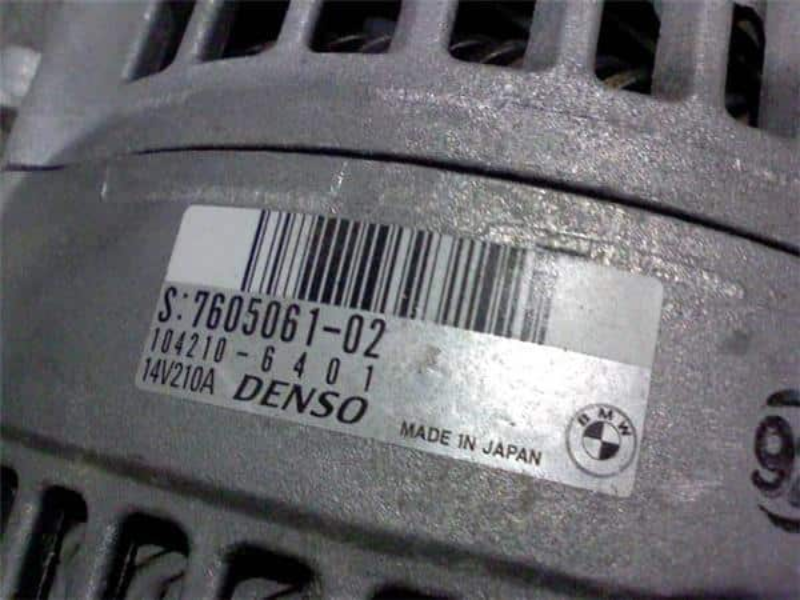 S:7605061-02
104210-6401
14V210A DENSO
MADE IN JAPAN
BMW